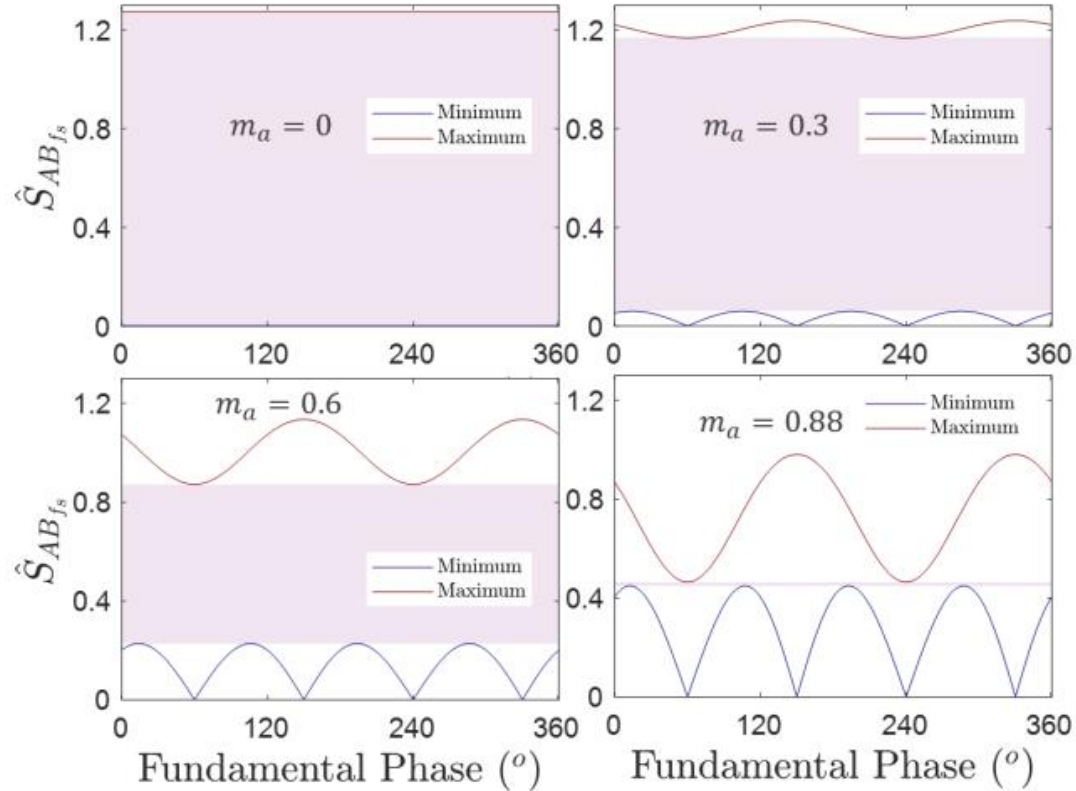 1.2
0.8
0.4
0
0 120 240 360
Ŝ_{AB_{f_s}}
m_a = 0
Minimum
Maximum
1.2
0.8
0.4
0
0 120 240 360
m_a = 0.3
Minimum
Maximum
1.2
0.8
0.4
0
0 120 240 360
Ŝ_{AB_{f_s}}
m_a = 0.6
Minimum
Maximum
Fundamental Phase (^o)
1.2
0.8
0.4
0
0 120 240 360
m_a = 0.88
Minimum
Maximum
Fundamental Phase (^o)